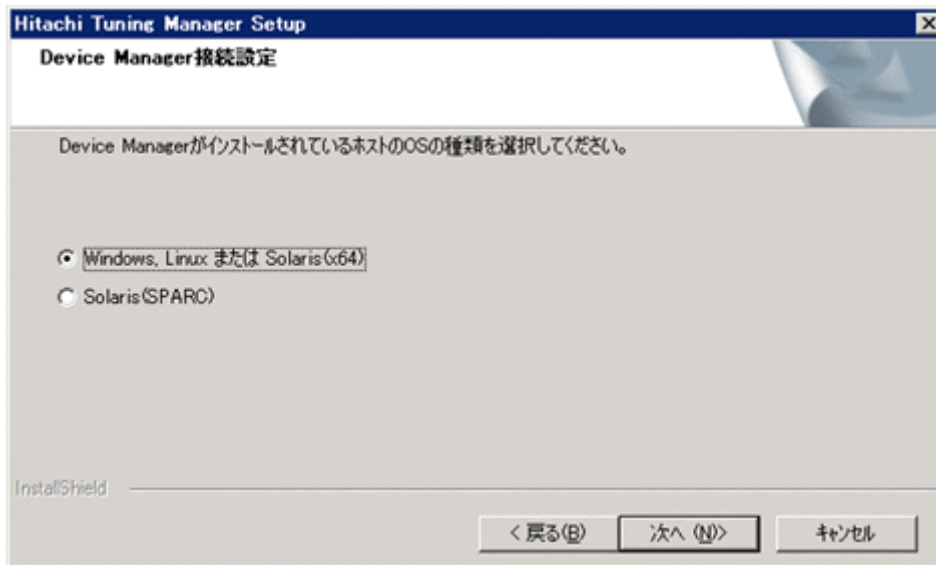 Hitachi Tuning Manager Setup
Device Manager接続設定
Device Managerがインストールされているホストの​OSの種類を選択してください。
Windows, Linux または Solaris(x64)
Solaris(SPARC)
InstallShield
< 戻る(B)
次へ (N)>
キャンセル